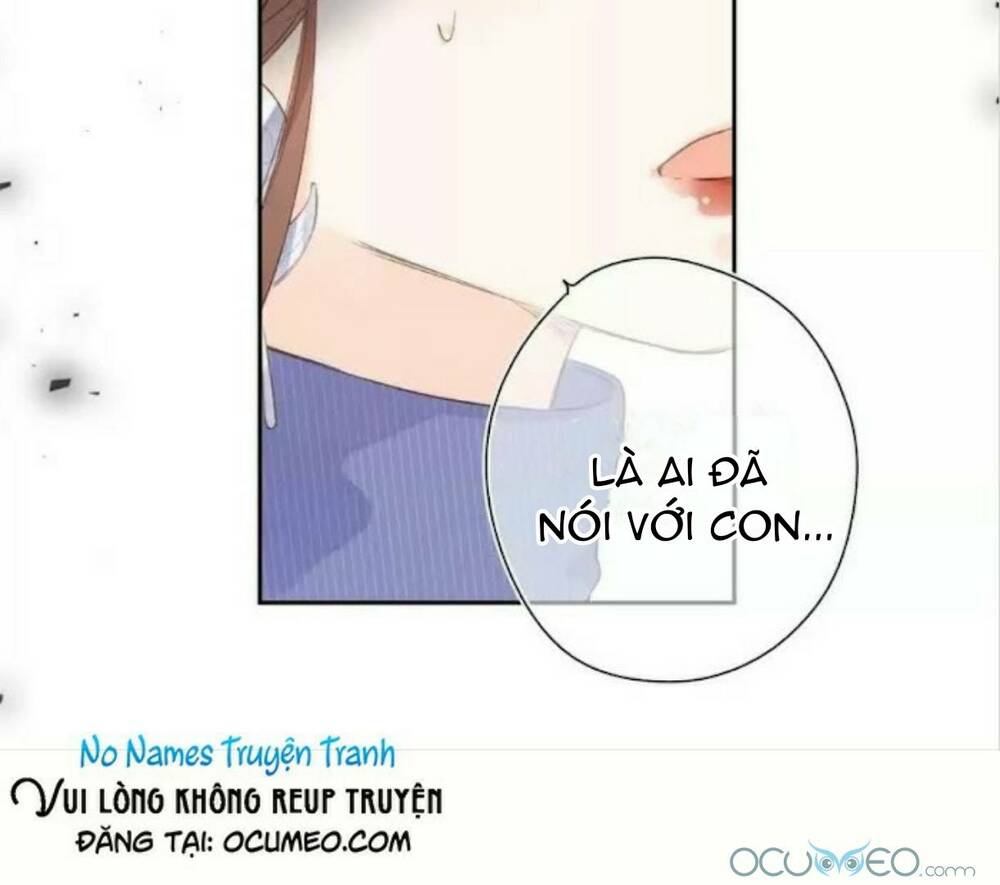 LÀ AI ĐÃ
NÓI VỚI CON...
No Names Truyện Tranh
VUI LÒNG KHÔNG REUP TRUYỆN
ĐĂNG TẠI: OCUMEO.COM
OCUMEO.comm